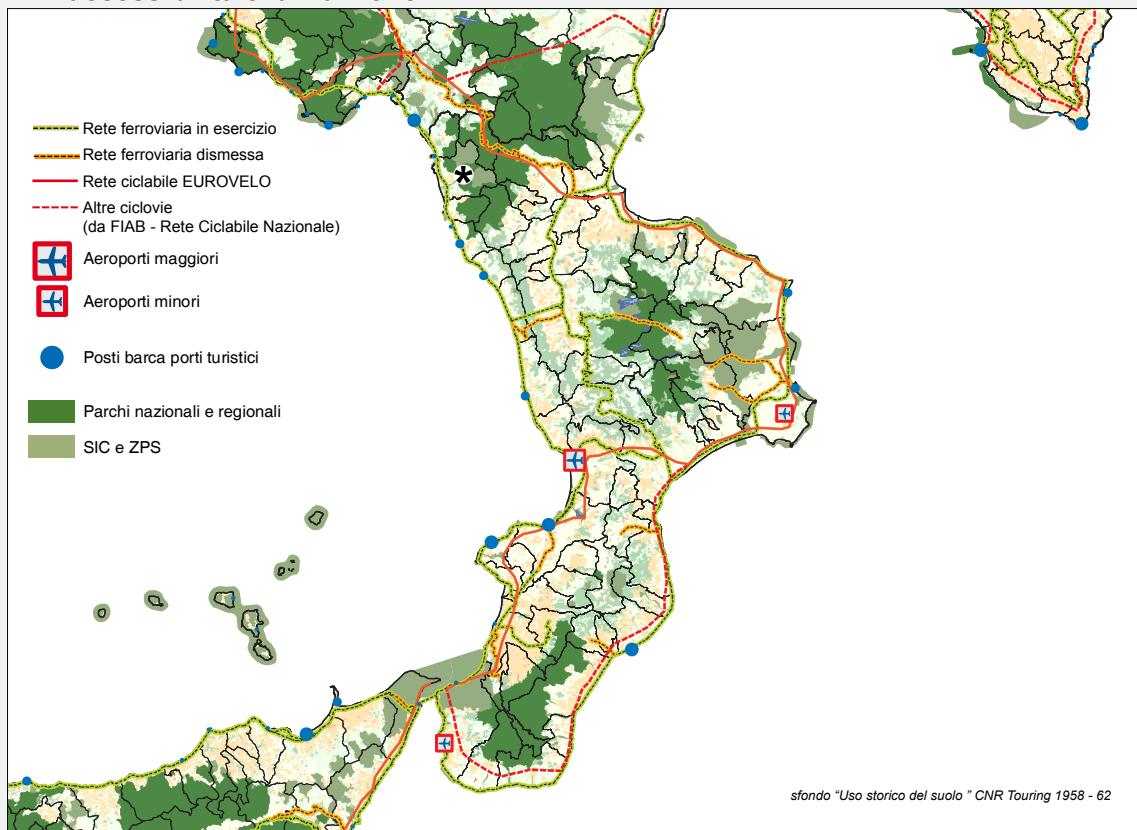 Rete ferroviaria in esercizio
Rete ferroviaria dismessa
Rete ciclabile EUROVELO
Altre ciclovie
(da FIAB - Rete Ciclabile Nazionale)
Aeroporti maggiori
Aeroporti minori
Posti barca porti turistici
Parchi nazionali e regionali
SIC e ZPS
*
sfondo “Uso storico del suolo ” CNR Touring 1958 - 62